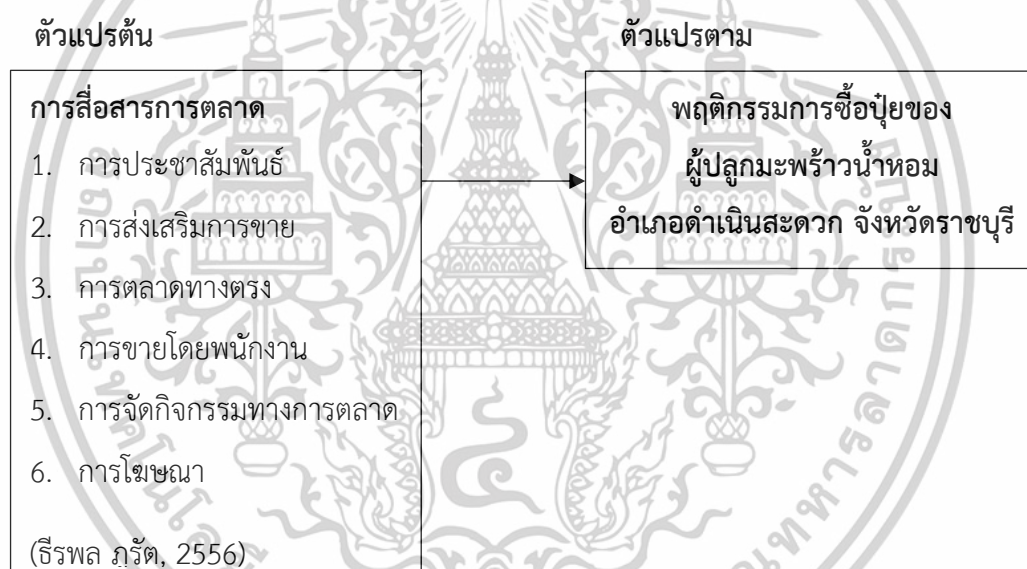 ตัวแปรต้น
การสื่อสารการตลาด
1. การประชาสัมพันธ์
2. การส่งเสริมการขาย
3. การตลาดทางตรง
4. การขายโดยพนักงาน
5. การจัดกิจกรรมทางการตลาด
6. การโฆษณา
(ธีรพล ภูรัต, 2556)
ตัวแปรตาม
พฤติกรรมการซื้อปุ๋ยของ
ผู้ปลูกมะพร้าวน้ำหอม
อำเภอดำเนินสะดวก จังหวัดราชบุรี